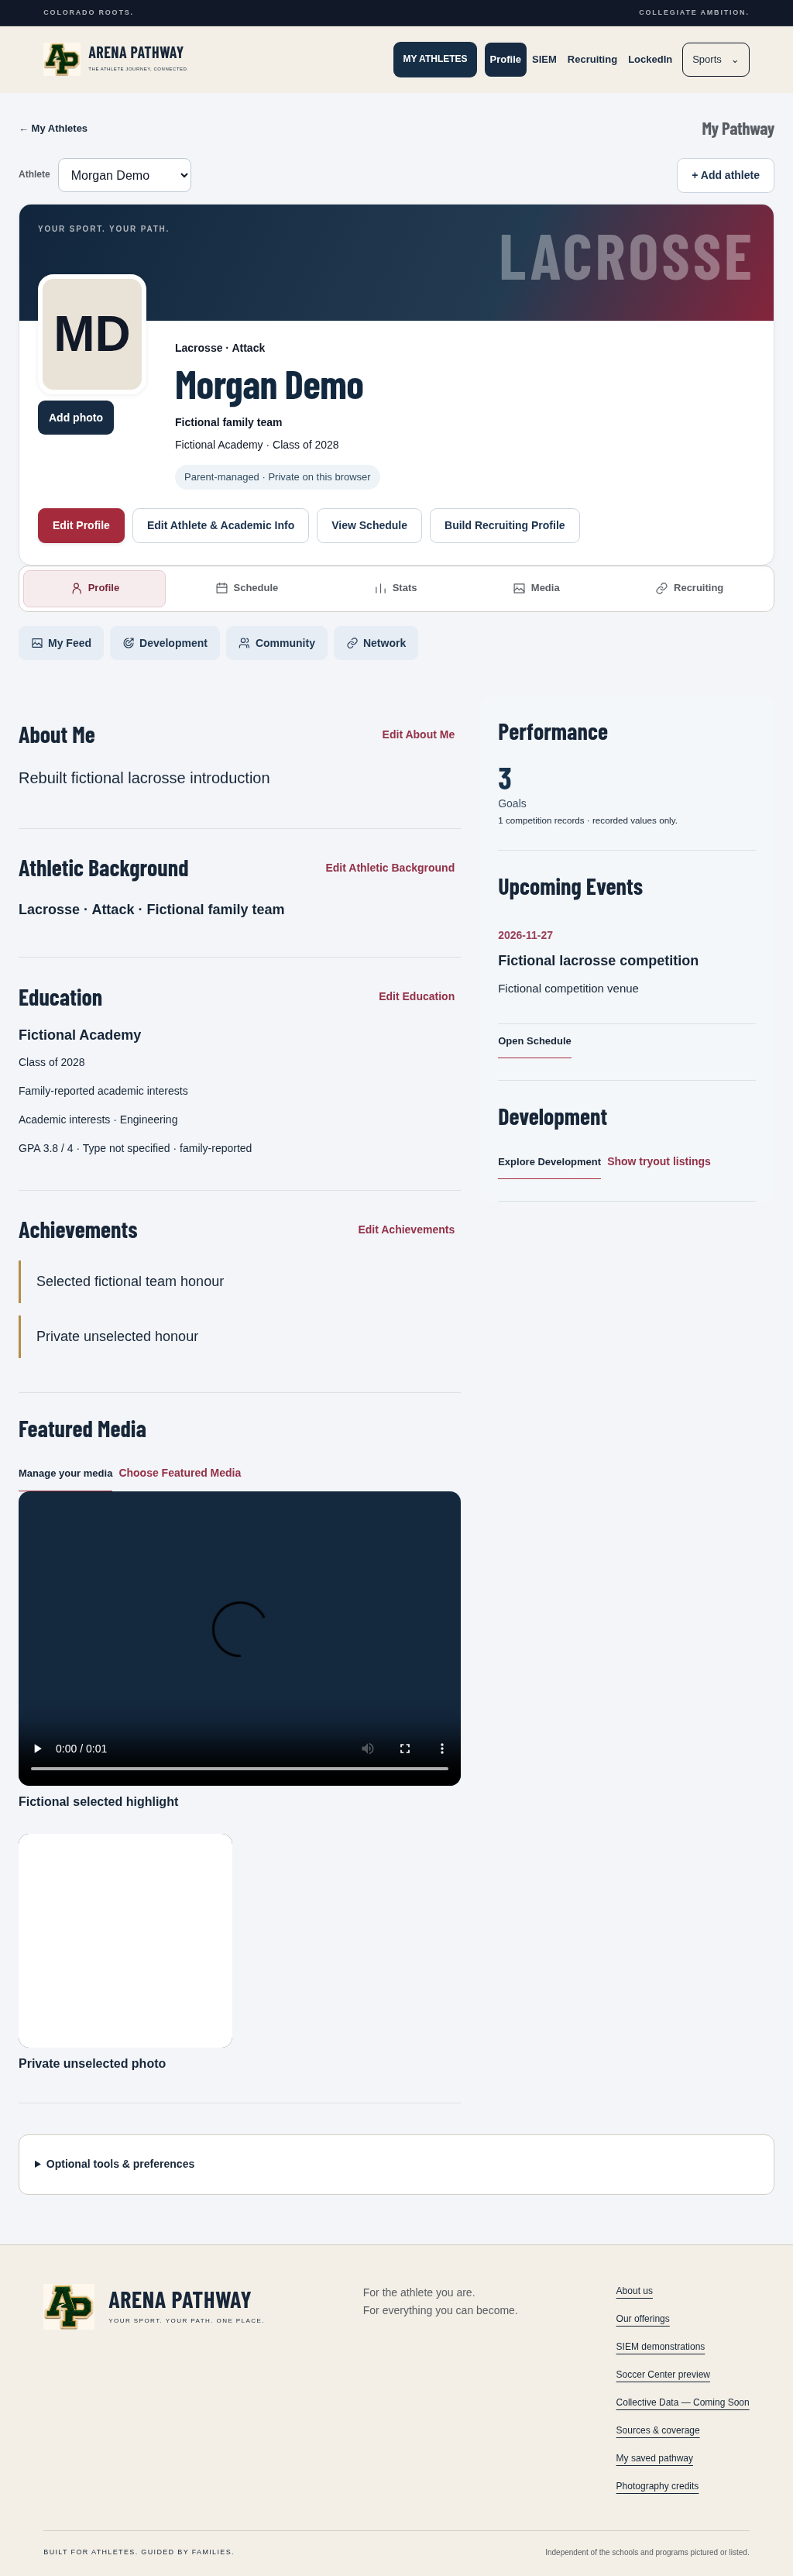 COLORADO ROOTS.
COLLEGIATE AMBITION.
AP
ARENA PATHWAY
THE ATHLETE JOURNEY, CONNECTED.
MY ATHLETES
Profile
SIEM
Recruiting
LockedIn
Sports
← My Athletes
My Pathway
Athlete
Morgan Demo
+ Add athlete
YOUR SPORT. YOUR PATH.
LACROSSE
MD
Add photo
Lacrosse · Attack
Morgan Demo
Fictional family team
Fictional Academy · Class of 2028
Parent-managed · Private on this browser
Edit Profile
Edit Athlete & Academic Info
View Schedule
Build Recruiting Profile
Profile
Schedule
Stats
Media
Recruiting
My Feed
Development
Community
Network
About Me
Edit About Me
Rebuilt fictional lacrosse introduction
Athletic Background
Edit Athletic Background
Lacrosse · Attack · Fictional family team
Education
Edit Education
Fictional Academy
Class of 2028
Family-reported academic interests
Academic interests · Engineering
GPA 3.8 / 4 · Type not specified · family-reported
Achievements
Edit Achievements
Selected fictional team honour
Private unselected honour
Featured Media
Manage your media
Choose Featured Media
0:00 / 0:01
Fictional selected highlight
Private unselected photo
Performance
3
Goals
1 competition records · recorded values only.
Upcoming Events
2026-11-27
Fictional lacrosse competition
Fictional competition venue
Open Schedule
Development
Explore Development
Show tryout listings
Optional tools & preferences
AP
ARENA PATHWAY
YOUR SPORT. YOUR PATH. ONE PLACE.
For the athlete you are.
For everything you can become.
About us
Our offerings
SIEM demonstrations
Soccer Center preview
Collective Data — Coming Soon
Sources & coverage
My saved pathway
Photography credits
BUILT FOR ATHLETES. GUIDED BY FAMILIES.
Independent of the schools and programs pictured or listed.